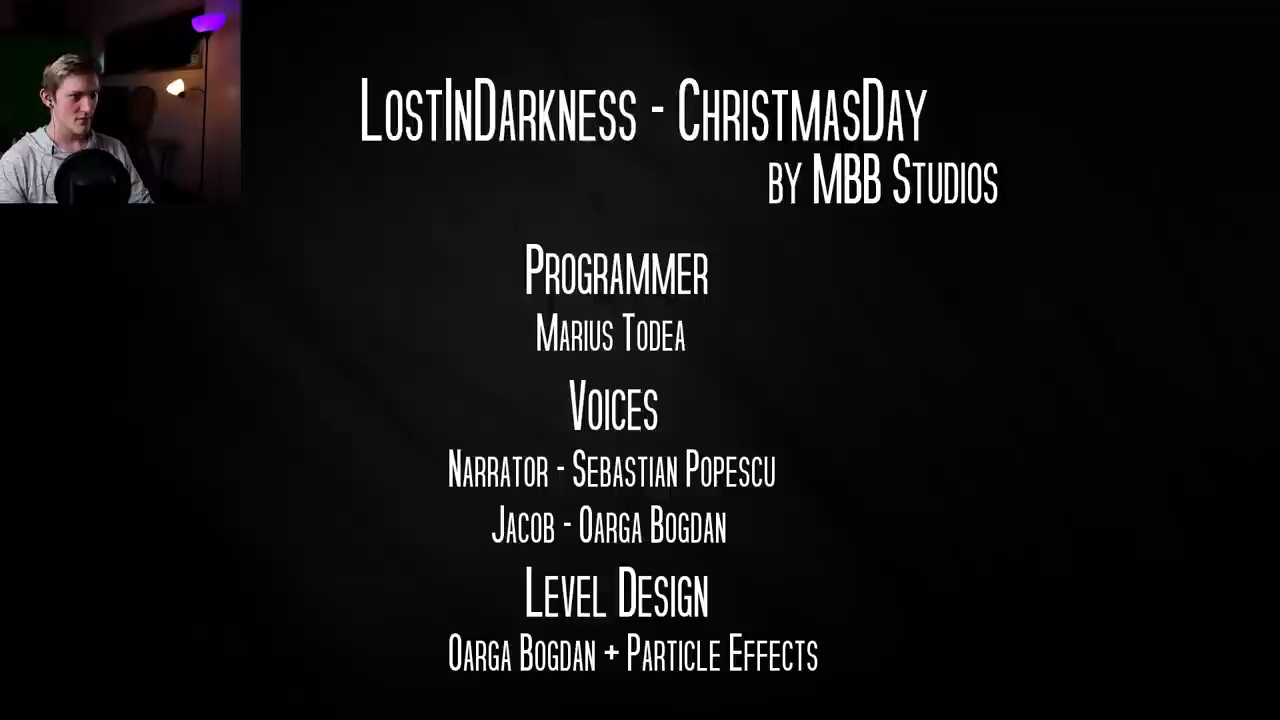 LostInDarkness - ChristmasDay
by MBB Studios
Programmer
Marius Todea
Voices
Narrator - Sebastian Popescu
Jacob - Oarga Bogdan
Level Design
Oarga Bogdan + Particle Effects